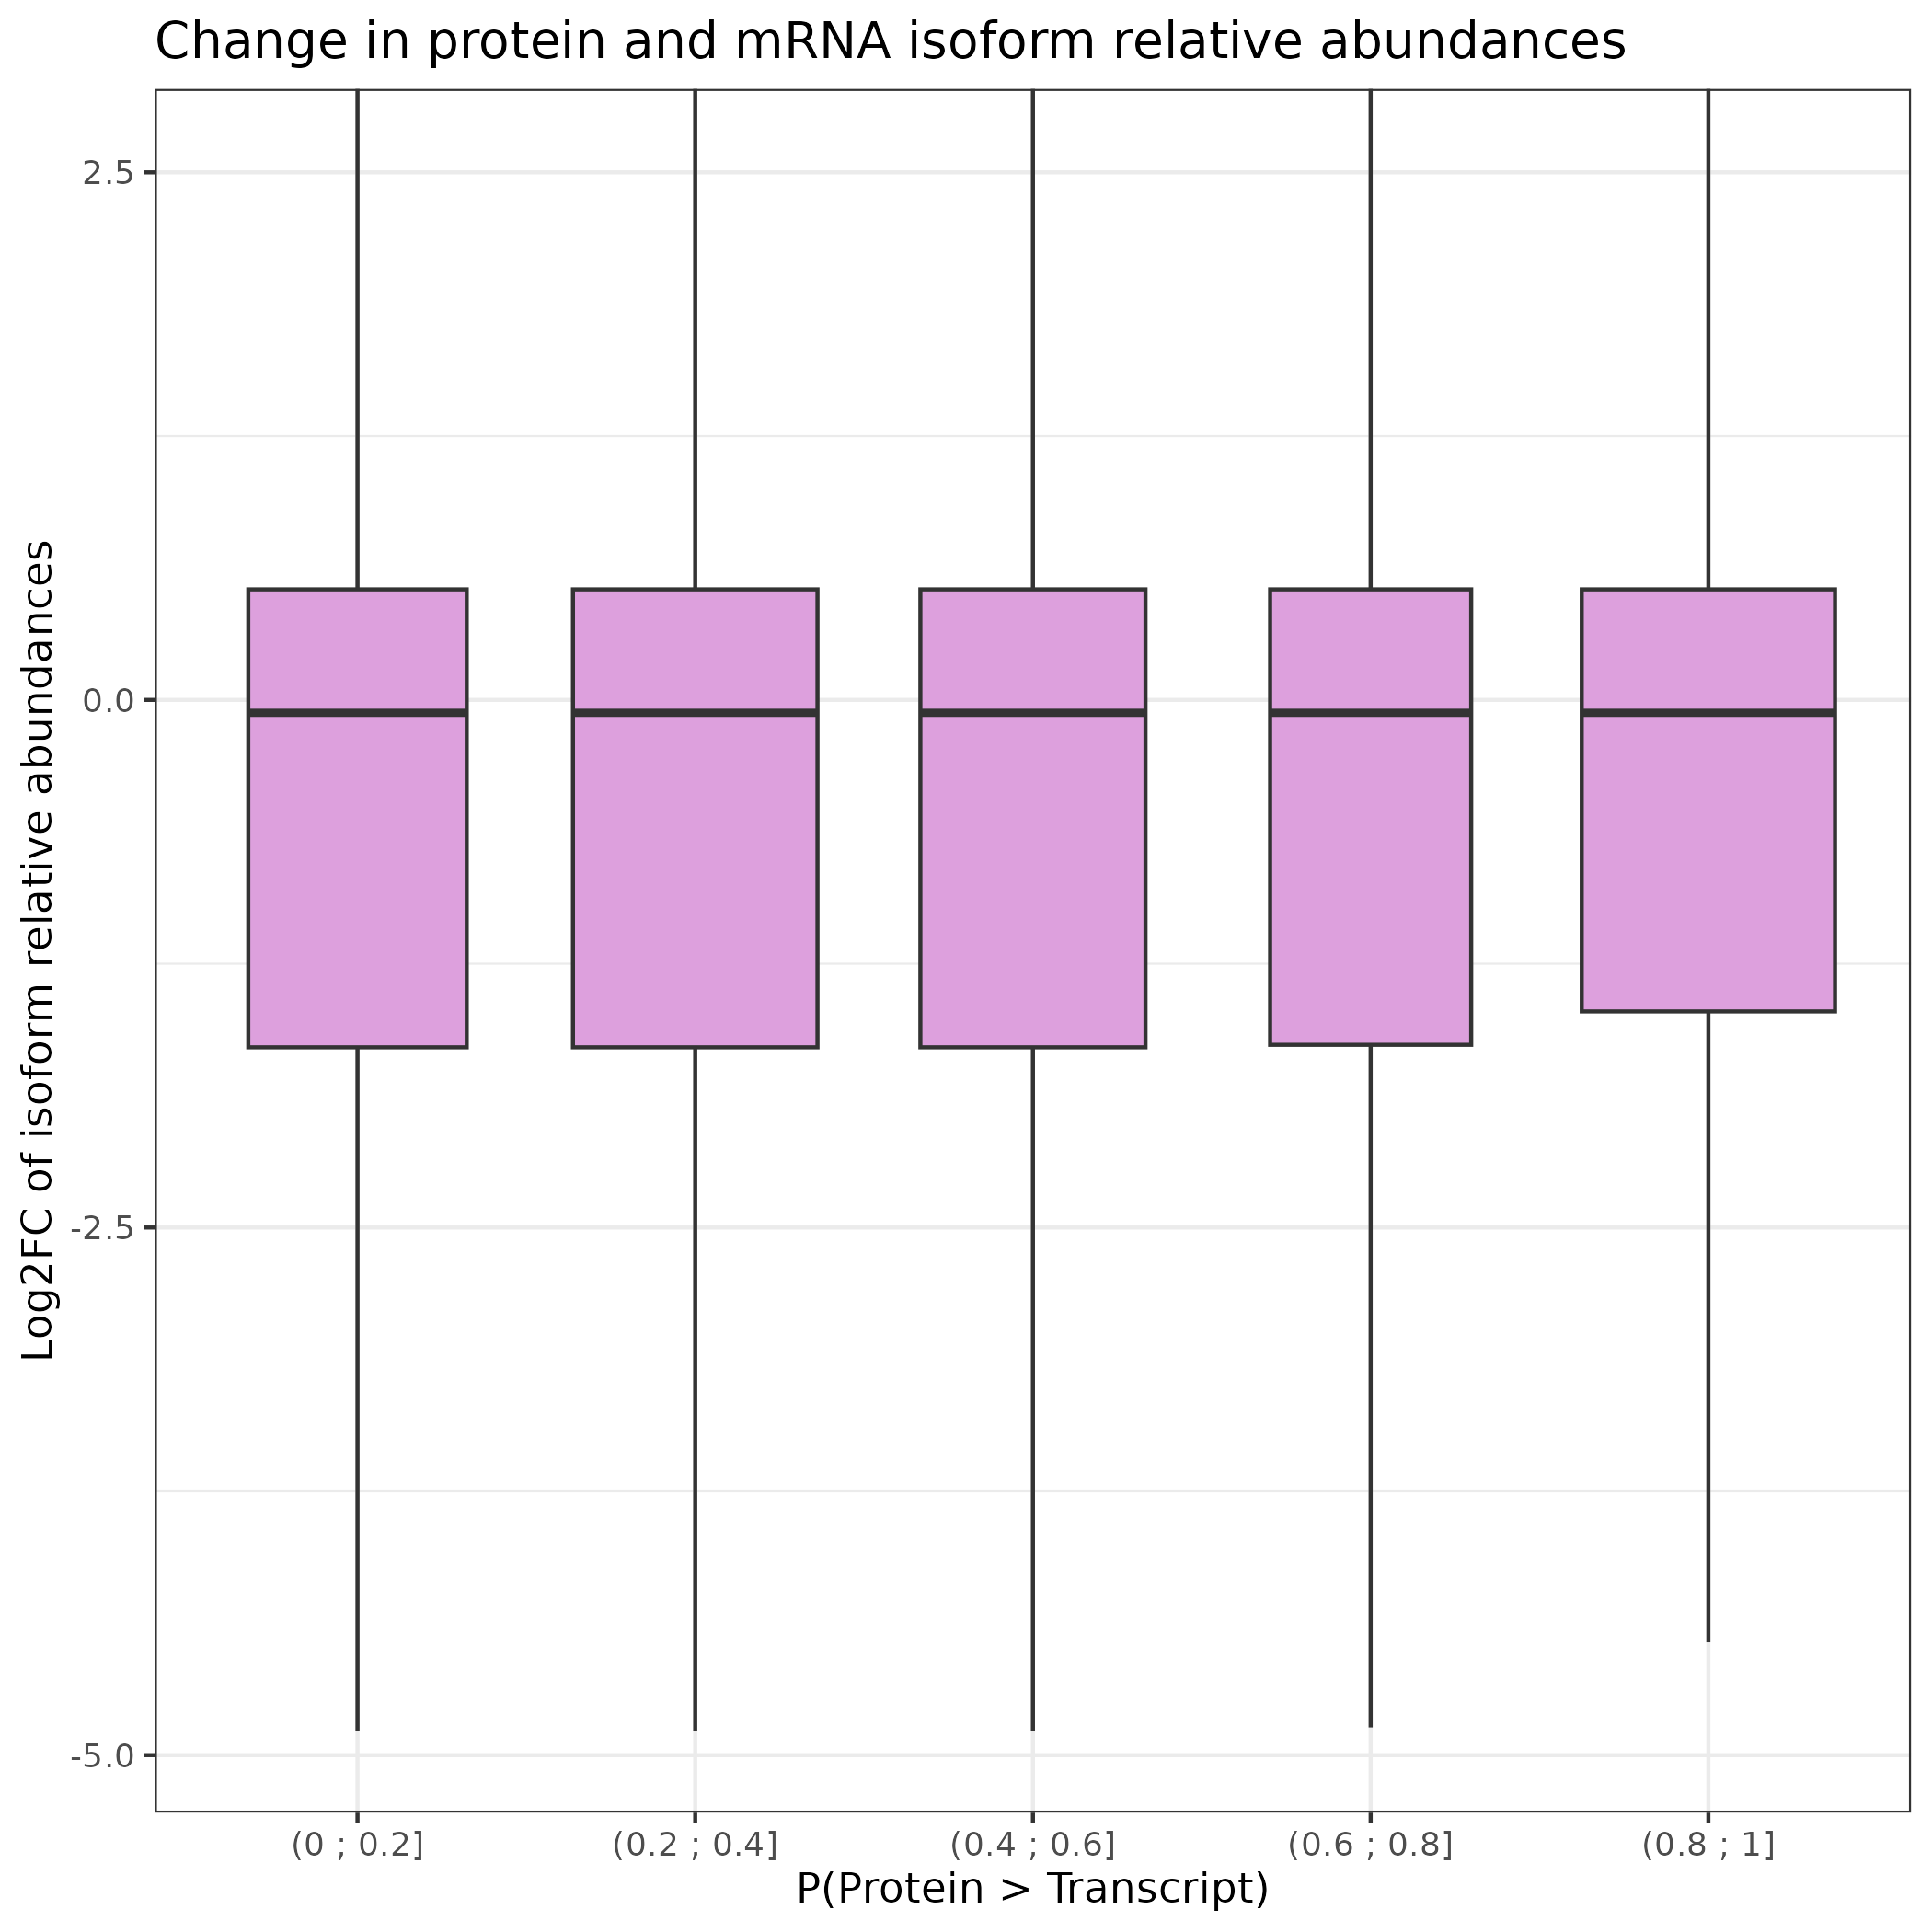 Change in protein and mRNA isoform relative abundances
Log2FC of isoform relative abundances
2.5
0.0
-2.5
-5.0
(0 ; 0.2]
(0.2 ; 0.4]
(0.4 ; 0.6]
(0.6 ; 0.8]
(0.8 ; 1]
P(Protein > Transcript)